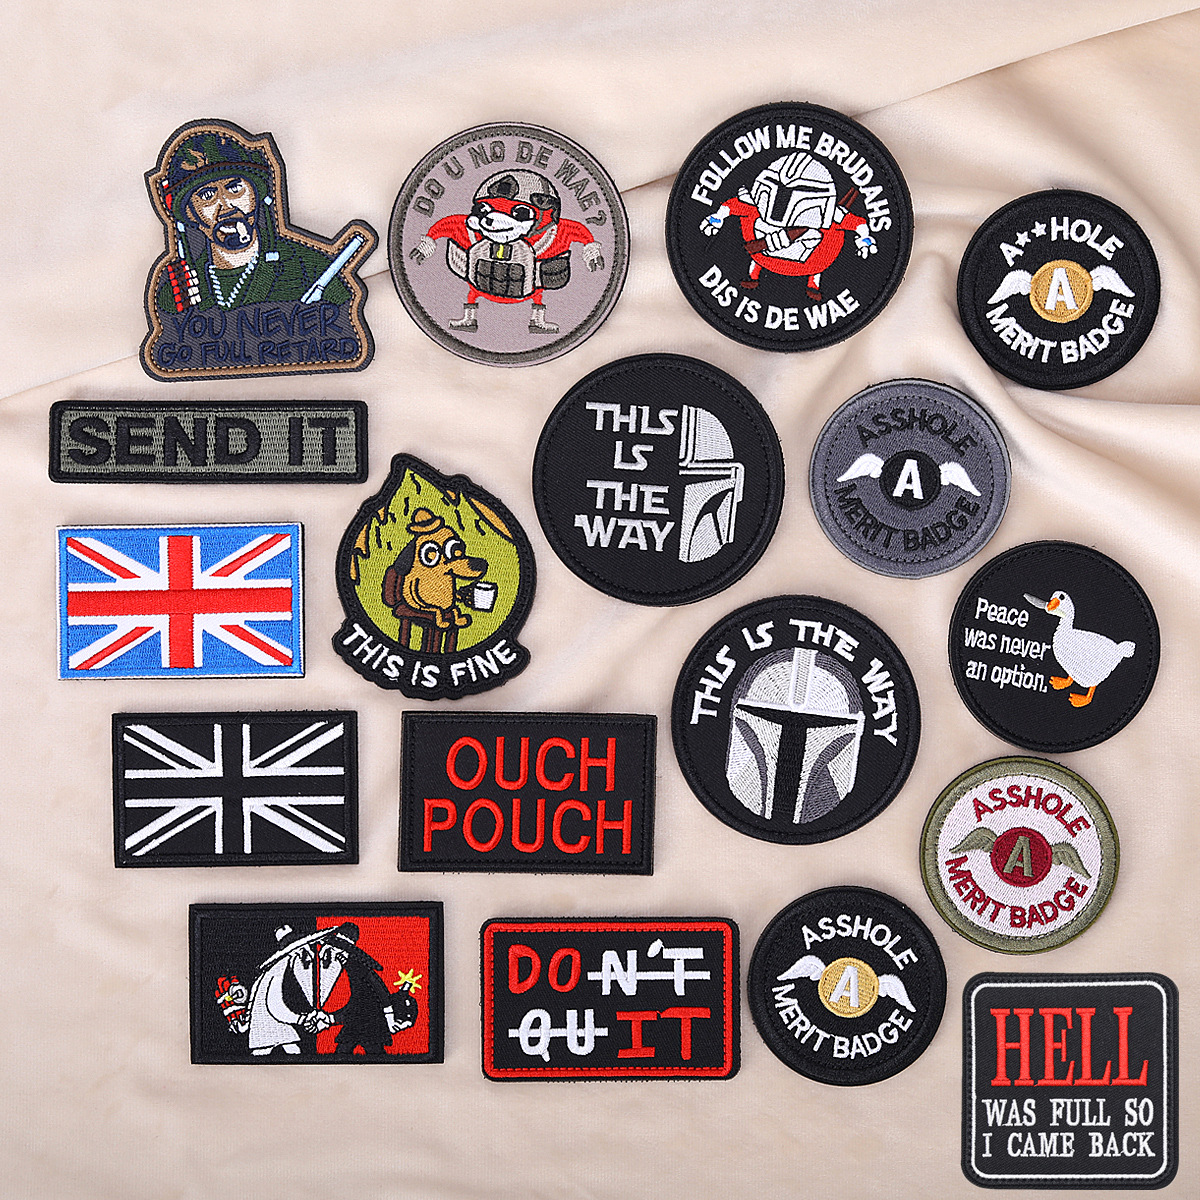 YOU NEVER
GO FULL RETARD
DO U NO DE WAE?
FOLLOW ME BRUDAHS
DIS IS DE WAE
A**HOLE
A
MERIT BADGE
SEND IT
THIS
IS
THE
WAY
ASSHOLE
A
MERIT BADGE
THIS IS FINE
Peace
was never
an option.
THIS IS THE WAY
OUCH
POUCH
ASSHOLE
A
MERIT BADGE
DON'T
QUIT
ASSHOLE
A
MERIT BADGE
HELL
WAS FULL SO
I CAME BACK